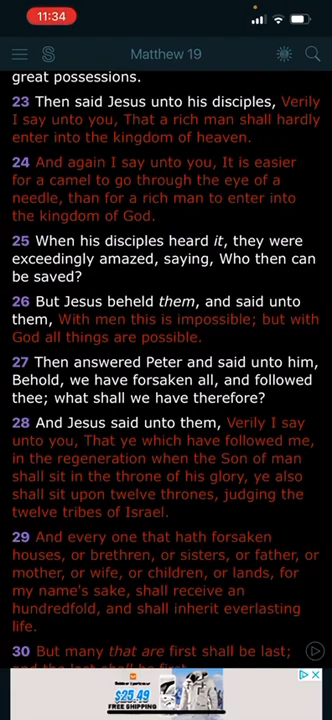 11:34
Matthew 19
great possessions.
23 Then said Jesus unto his disciples, Verily
I say unto you, That a rich man shall hardly
enter into the kingdom of heaven.
24 And again I say unto you, It is easier
for a camel to go through the eye of a
needle, than for a rich man to enter into
the kingdom of God.
25 When his disciples heard it, they were
exceedingly amazed, saying, Who then can
be saved?
26 But Jesus beheld them, and said unto
them, With men this is impossible; but with
God all things are possible.
27 Then answered Peter and said unto him,
Behold, we have forsaken all, and followed
thee; what shall we have therefore?
28 And Jesus said unto them, Verily I say
unto you, That ye which have followed me,
in the regeneration when the Son of man
shall sit in the throne of his glory, ye also
shall sit upon twelve thrones, judging the
twelve tribes of Israel.
29 And every one that hath forsaken
houses, or brethren, or sisters, or father, or
mother, or wife, or children, or lands, for
my name's sake, shall receive an
hundredfold, and shall inherit everlasting
life.
30 But many that are first shall be last;
and the last shall be first.
$25.49
FREE SHIPPING